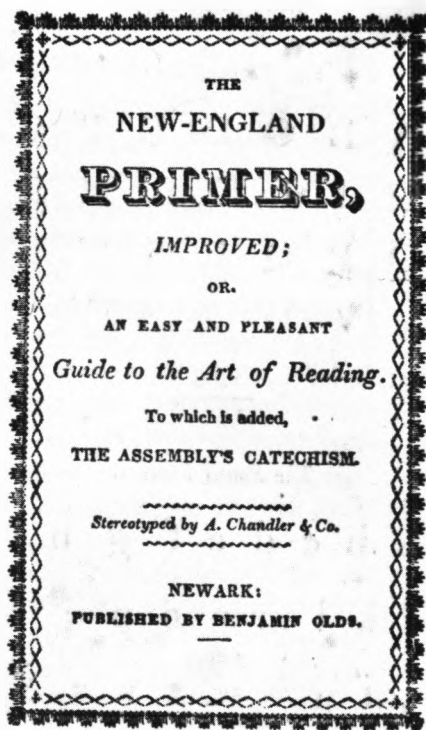 THE
NEW-ENGLAND
PRIMER,
IMPROVED;
OR.
AN EASY AND PLEASANT
Guide to the Art of Reading.
To which is added,
THE ASSEMBLY'S CATECHISM.
Stereotyped by A. Chandler & Co.
NEWARK:
PUBLISHED BY BENJAMIN OLDS.